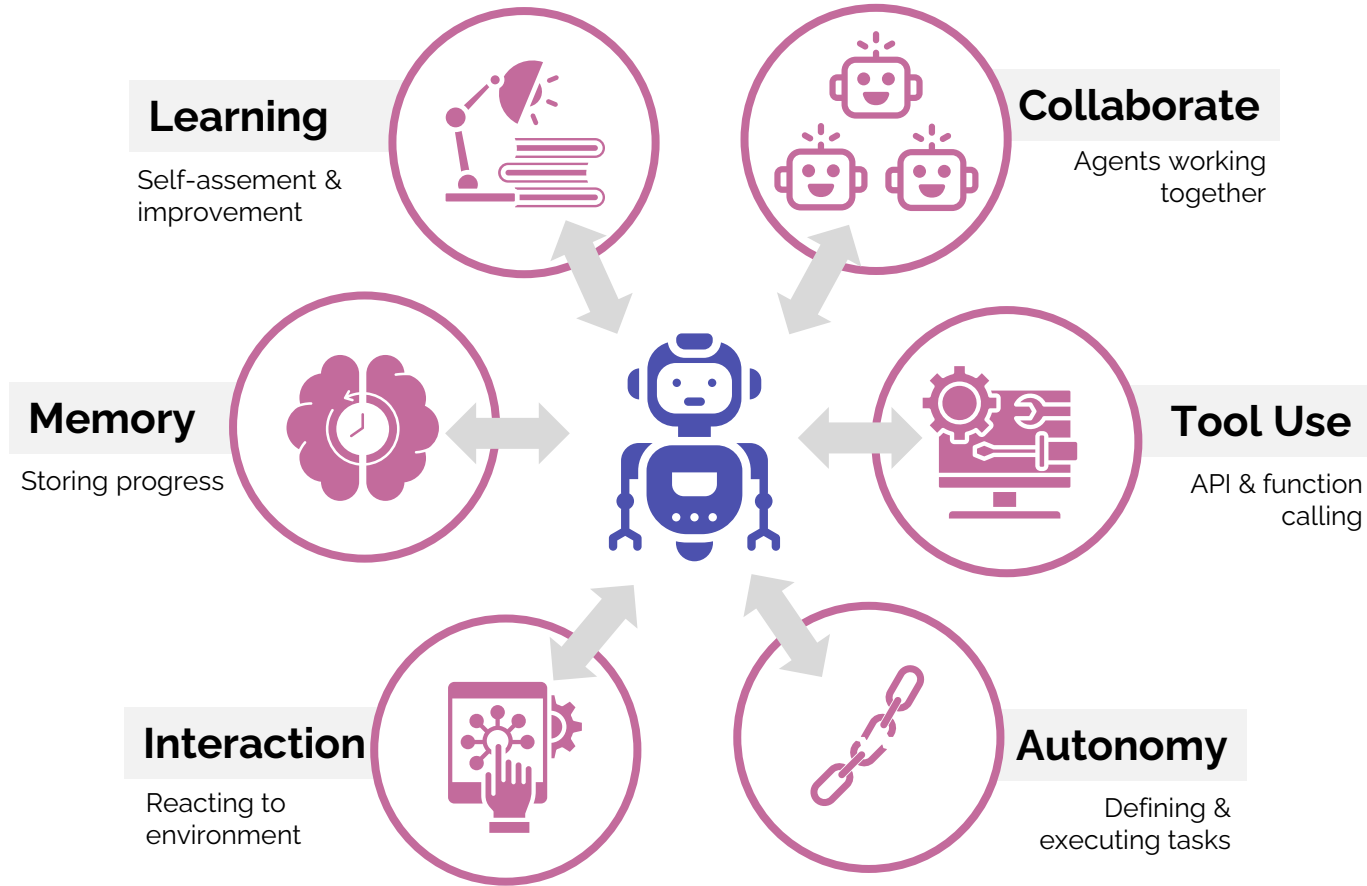 Learning
Self-assement &
improvement
Collaborate
Agents working
together
Memory
Storing progress
Tool Use
API & function
calling
Interaction
Reacting to
environment
Autonomy
Defining &
executing tasks